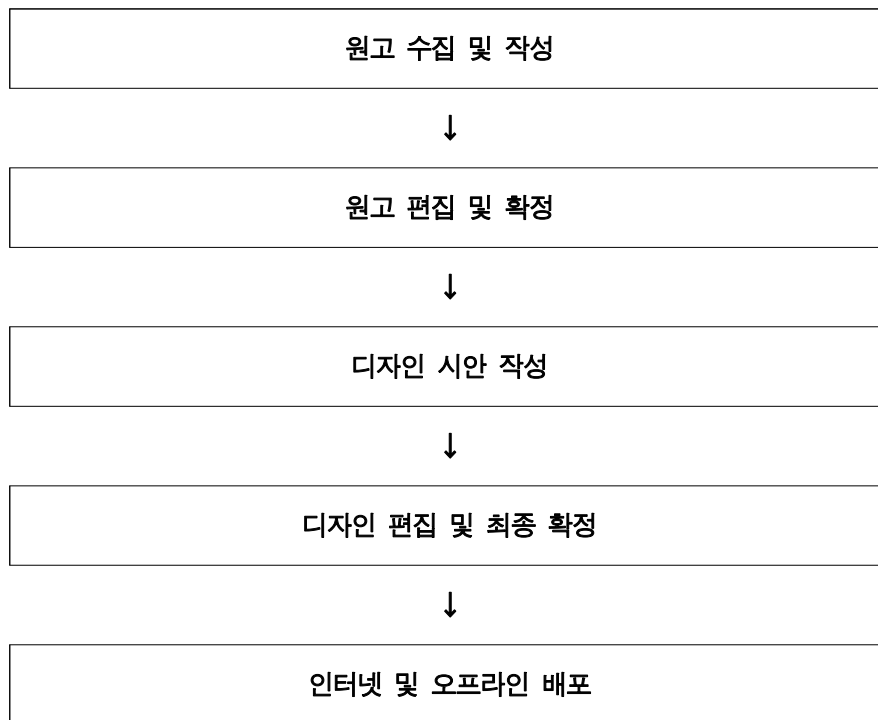 원고 수집 및 작성
↓
원고 편집 및 확정
↓
디자인 시안 작성
↓
디자인 편집 및 최종 확정
↓
인터넷 및 오프라인 배포